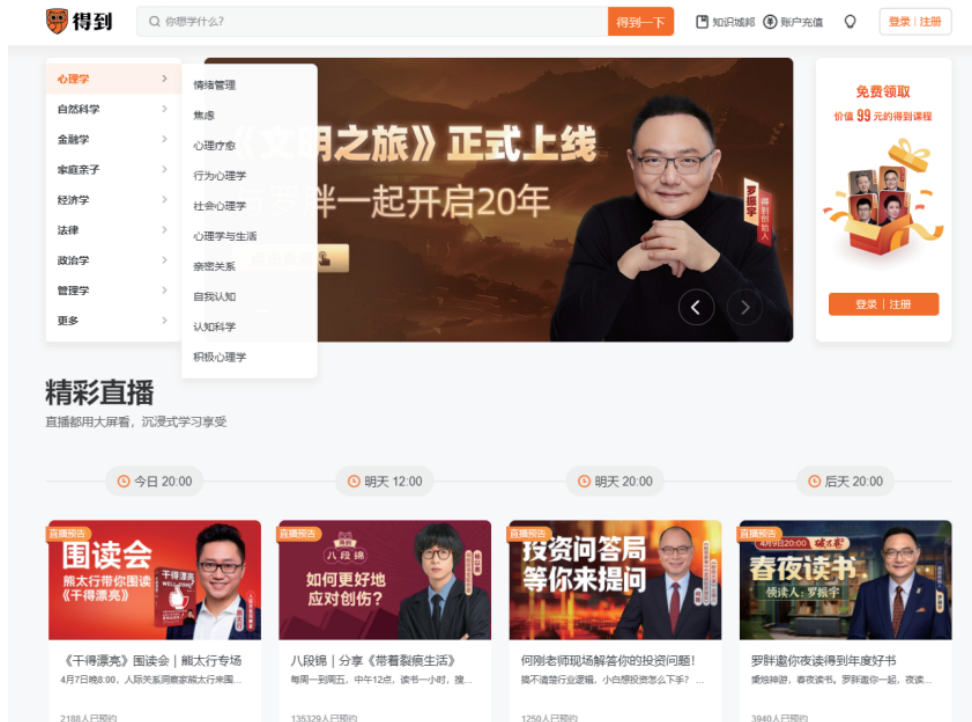 得到
你想学什么?
得到一下
知识城邦
账户充值
登录 | 注册
心理学
自然科学
金融学
家庭亲子
经济学
法律
政治学
管理学
更多
情绪管理
焦虑
心理疗愈
行为心理学
社会心理学
心理学与生活
亲密关系
自我认知
认知科学
积极心理学
《文明之旅》正式上线
与罗胖一起开启20年
罗振宇
得到创始人
免费领取
价值 99 元的得到课程
登录 | 注册
精彩直播
直播都用大屏看，沉浸式学习享受
今日 20:00
明天 12:00
明天 20:00
后天 20:00
直播预告
围读会
熊太行带你围读
《干得漂亮》
干得漂亮
直播预告
八段锦
如何更好地
应对创伤?
直播预告
投资问答局
等你来提问
直播预告
4月9日20:00
春夜读书
领读人：罗振宇
《干得漂亮》围读会 | 熊太行专场
4月7日晚8:00，人际关系洞察家熊太行来围...
2188人已预约
八段锦 | 分享《带着裂痕生活》
每周一到周五，中午12点，读书一小时，搜...
135329人已预约
何刚老师现场解答你的投资问题！
搞不清楚行业逻辑，小白想投资怎么下手？ ...
1250人已预约
罗胖邀你夜读得到年度好书
秉烛神游，春夜读书。罗胖邀你一起，夜读...
3940人已预约